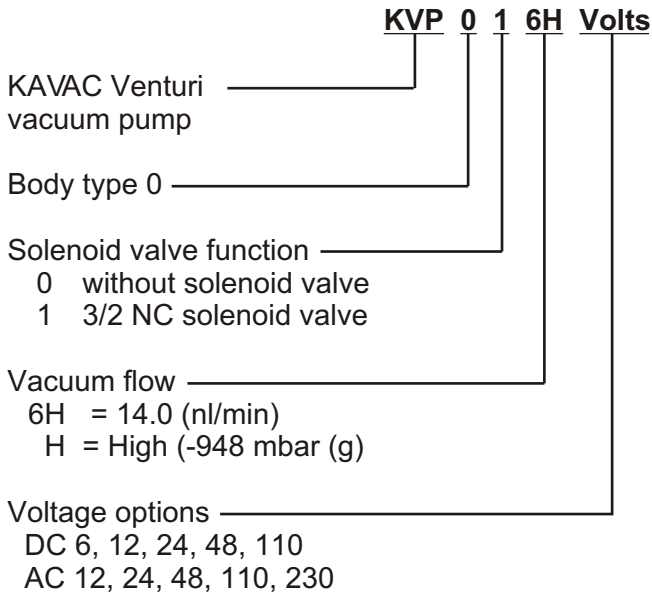 KVP 0 1 6H Volts
KAVAC Venturi
vacuum pump
Body type 0
Solenoid valve function
0 without solenoid valve
1 3/2 NC solenoid valve
Vacuum flow
6H = 14.0 (nl/min)
H = High (-948 mbar (g)
Voltage options
DC 6, 12, 24, 48, 110
AC 12, 24, 48, 110, 230